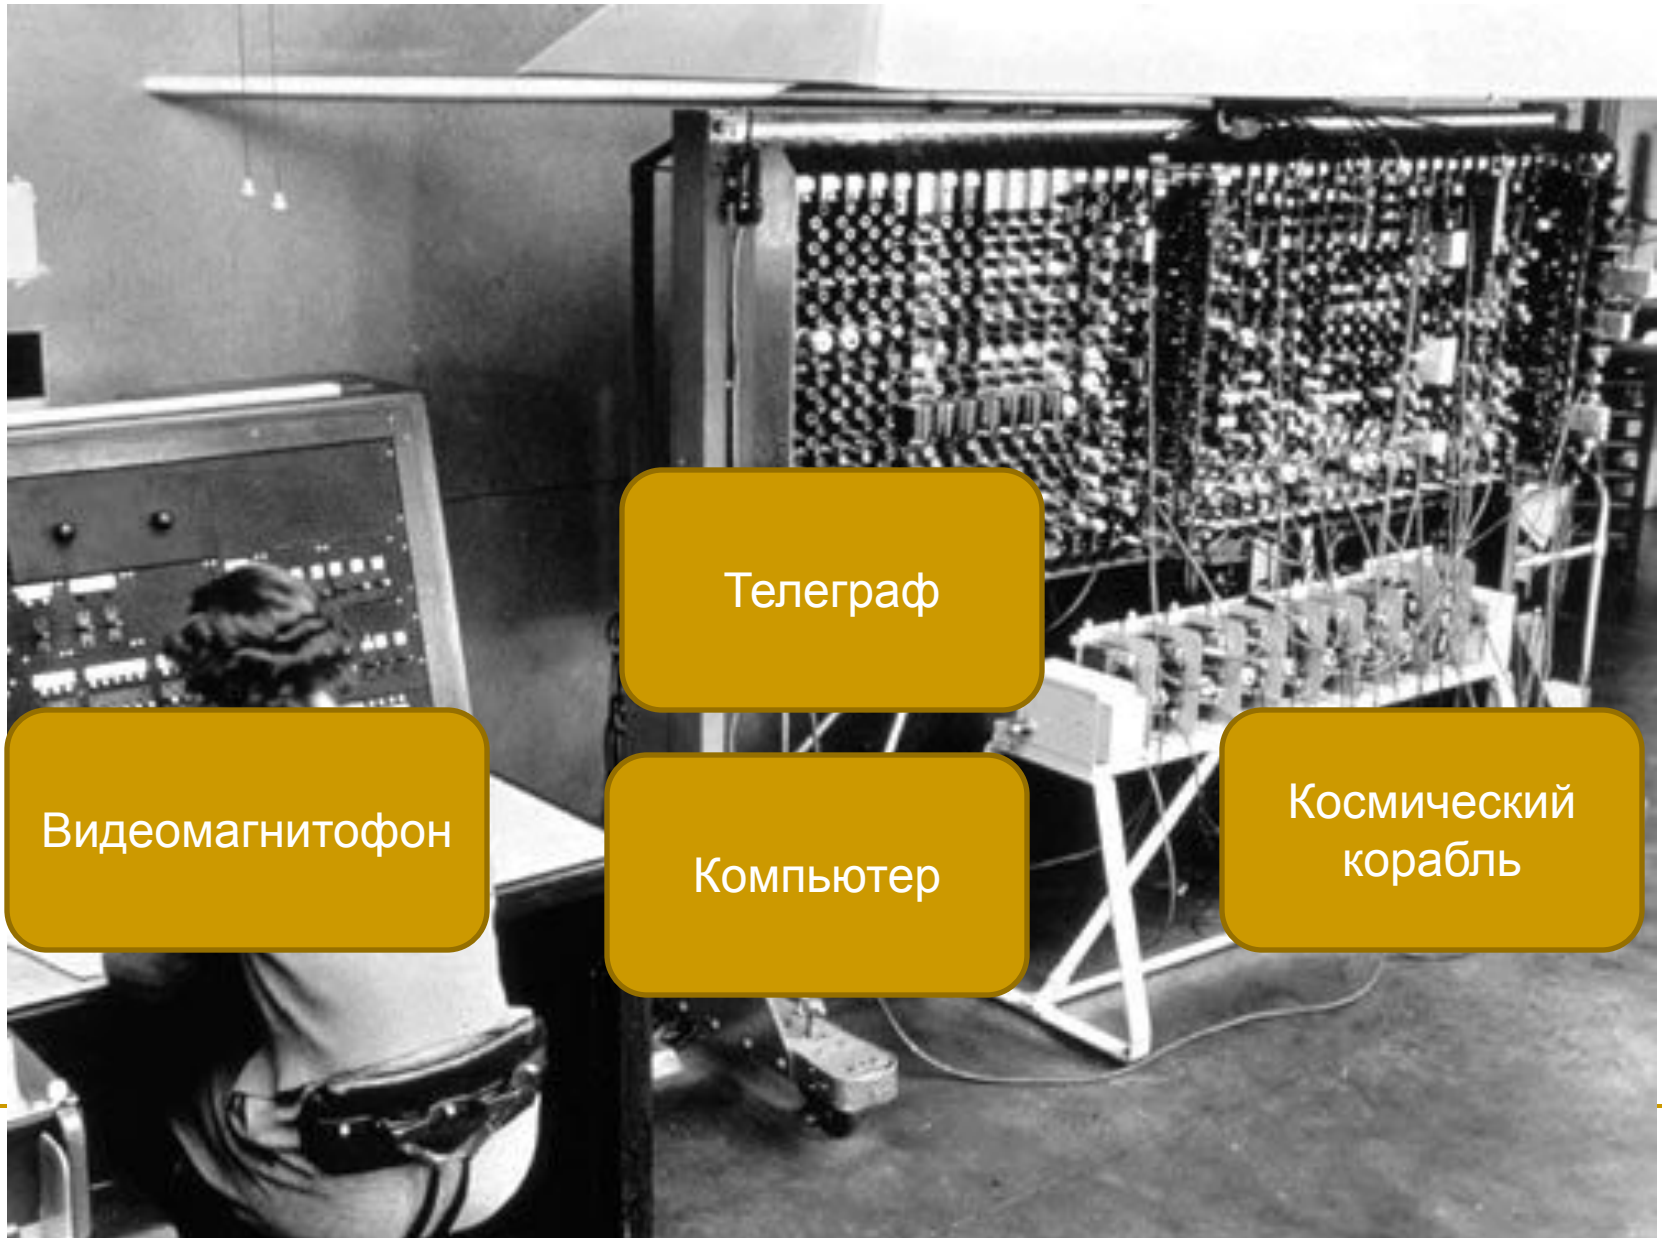 Телеграф
Видеомагнитофон
Компьютер
Космический
корабль